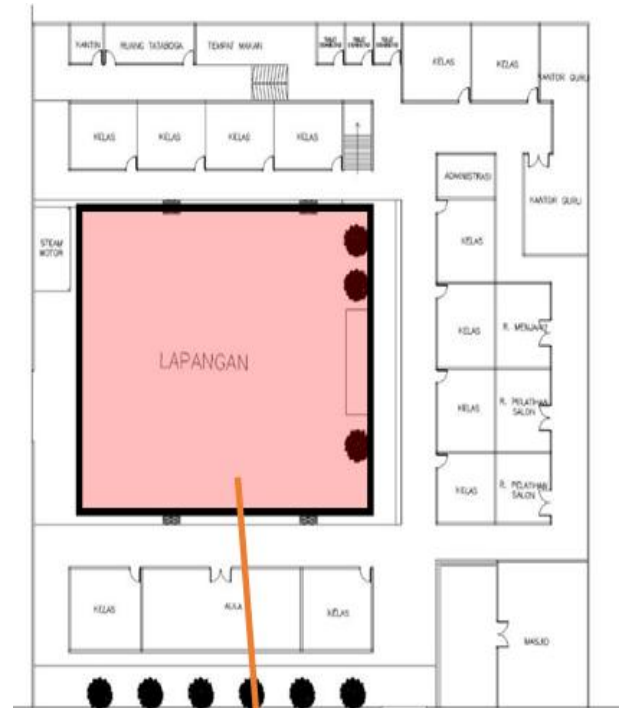 KANTIN
RUANG TATABOGA
TEMPAT MAKAN
KELAS
KELAS
KANTOR GURU
KELAS
KELAS
KELAS
KELAS
ADMINISTRASI
KANTOR GURU
STEAM
MOTOR
KELAS
LAPANGAN
KELAS
R. MENJAHIT
KELAS
R. PELATIHAN
SALON
KELAS
R. PELATIHAN
SALON
KELAS
AULA
KELAS
MASJID